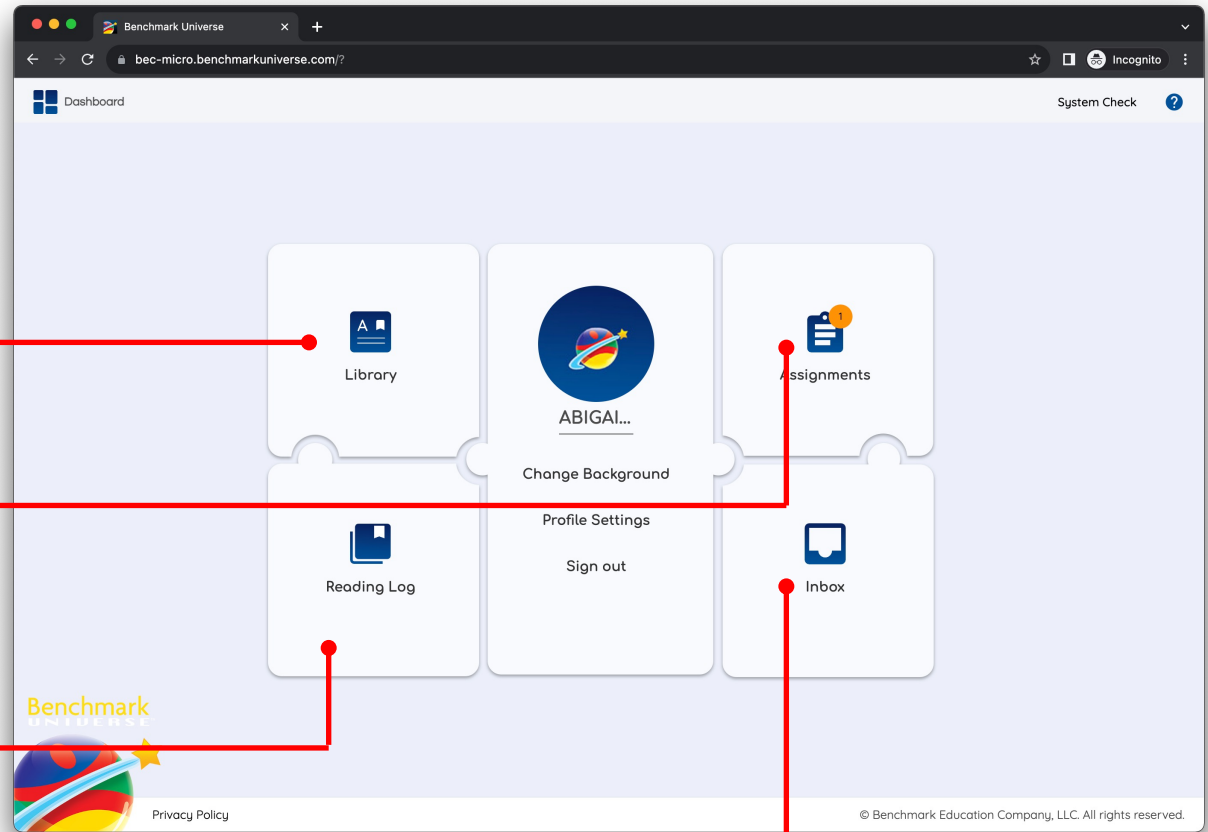 Benchmark Universe
bec-micro.benchmarkuniverse.com/?
Incognito
Dashboard
System Check
?
A
Library
ABIGAI...
Change Background
Profile Settings
Sign out
1
Assignments
Reading Log
Inbox
Benchmark
UNIVERSE
Privacy Policy
© Benchmark Education Company, LLC. All rights reserved.